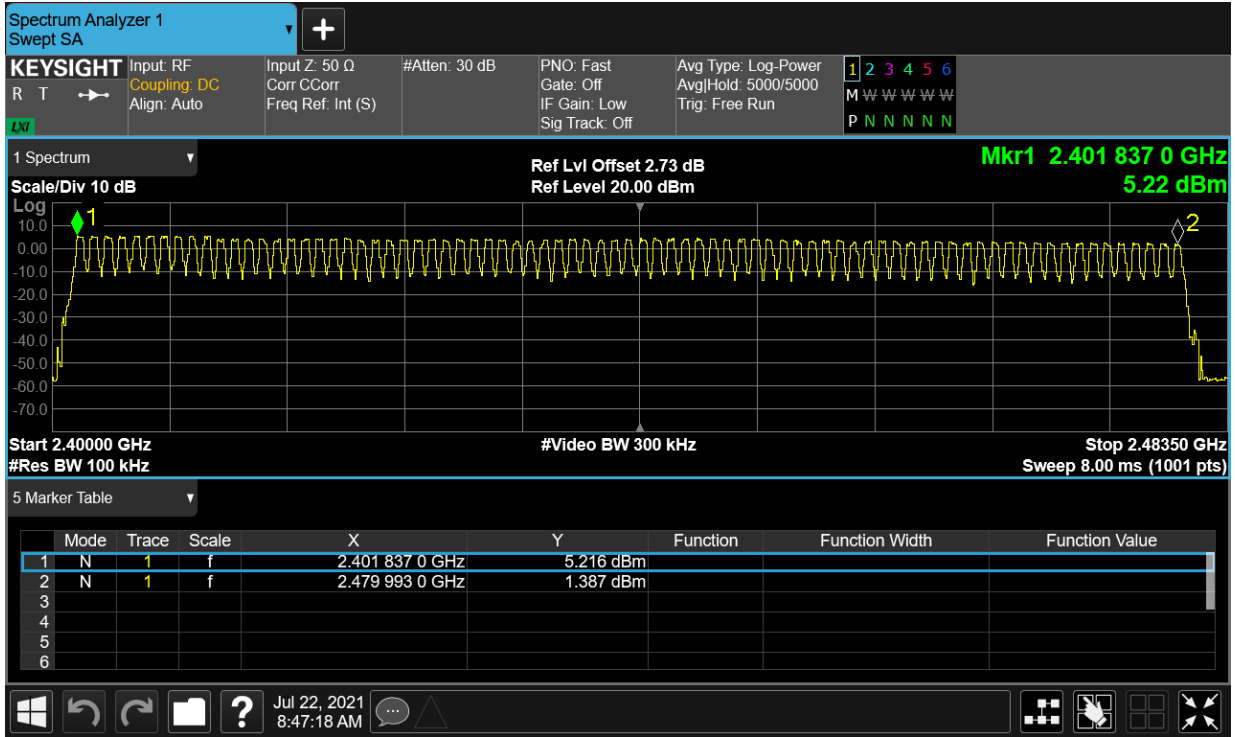 Spectrum Analyzer 1
Swept SA
KEYSIGHT
R T
LXI
Input: RF
Coupling: DC
Align: Auto
Input Z: 50 Ω
Corr CCorr
Freq Ref: Int (S)
#Atten: 30 dB
PNO: Fast
Gate: Off
IF Gain: Low
Sig Track: Off
Avg Type: Log-Power
Avg|Hold: 5000/5000
Trig: Free Run
1 2 3 4 5 6
M W W W W W
P N N N N N
1 Spectrum
Scale/Div 10 dB
Ref Lvl Offset 2.73 dB
Ref Level 20.00 dBm
Mkr1 2.401 837 0 GHz
5.22 dBm
Log
1
2
10.0
0.00
-10.0
-20.0
-30.0
-40.0
-50.0
-60.0
-70.0
Start 2.40000 GHz
#Res BW 100 kHz
#Video BW 300 kHz
Stop 2.48350 GHz
Sweep 8.00 ms (1001 pts)
5 Marker Table
Mode Trace Scale X Y Function Function Width Function Value
1 N 1 f 2.401 837 0 GHz 5.216 dBm
2 N 1 f 2.479 993 0 GHz 1.387 dBm
3
4
5
6
?
Jul 22, 2021
8:47:18 AM